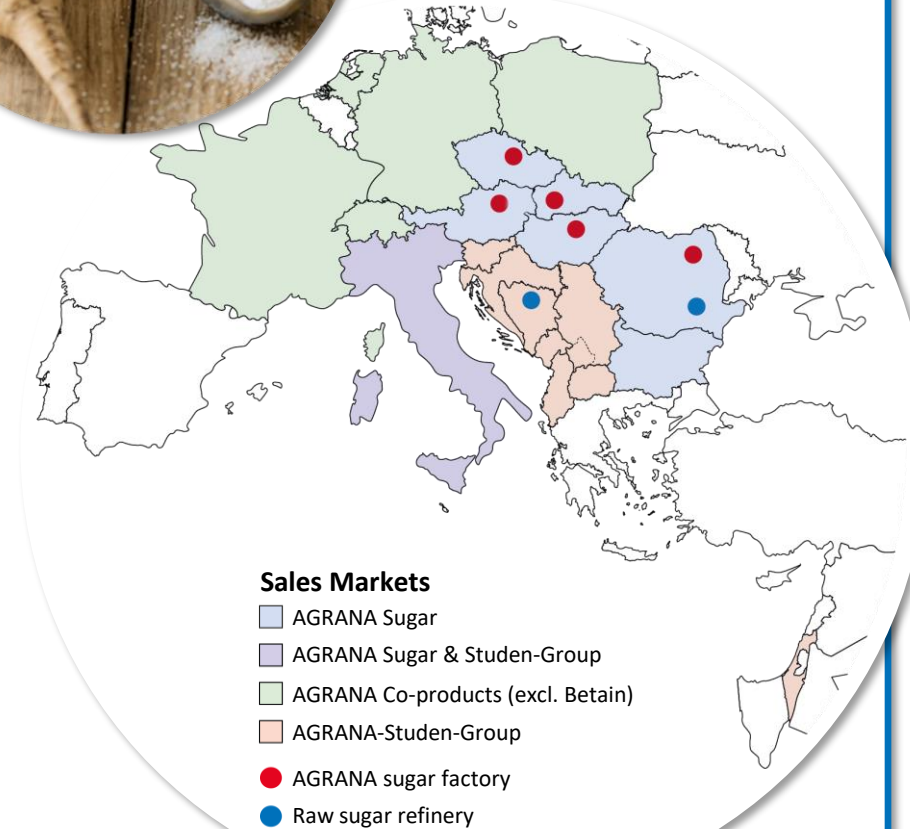 Sales Markets
AGRANA Sugar
AGRANA Sugar & Studen-Group
AGRANA Co-products (excl. Betain)
AGRANA-Studen-Group
AGRANA sugar factory
Raw sugar refinery